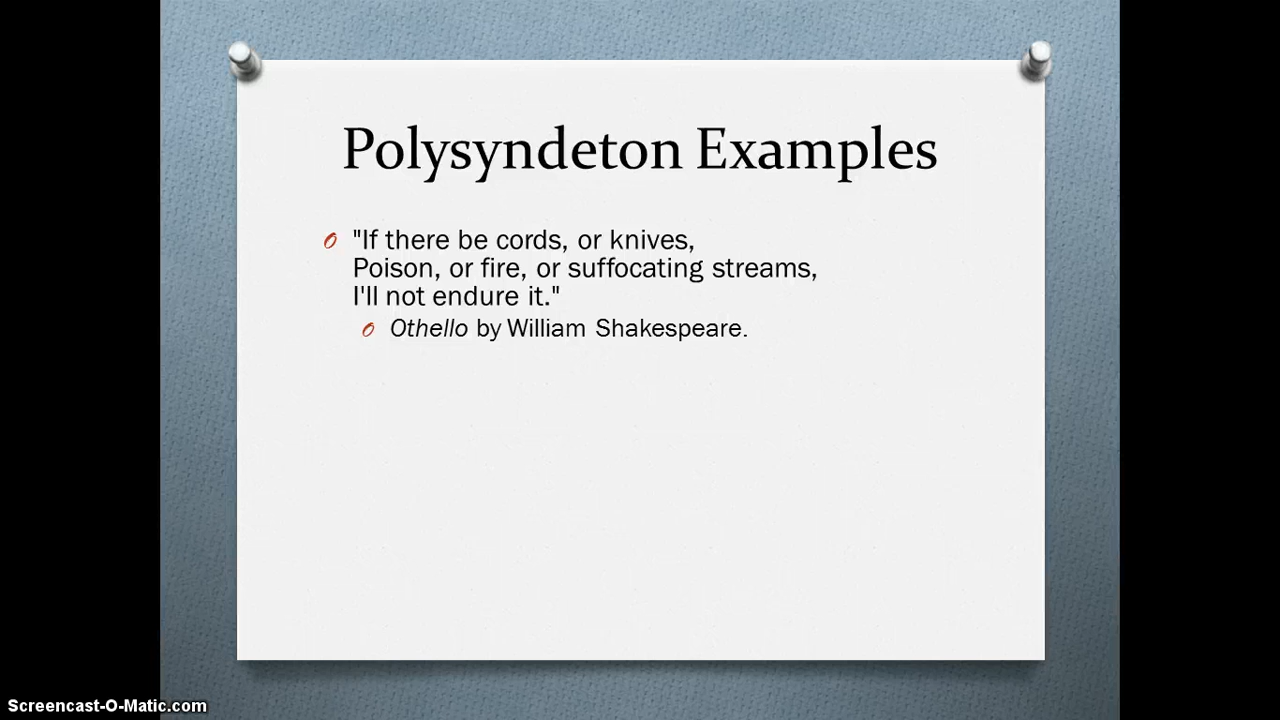 Polysyndeton Examples
"If there be cords, or knives,
Poison, or fire, or suffocating streams,
I'll not endure it."
Othello by William Shakespeare.
Screencast-O-Matic.com